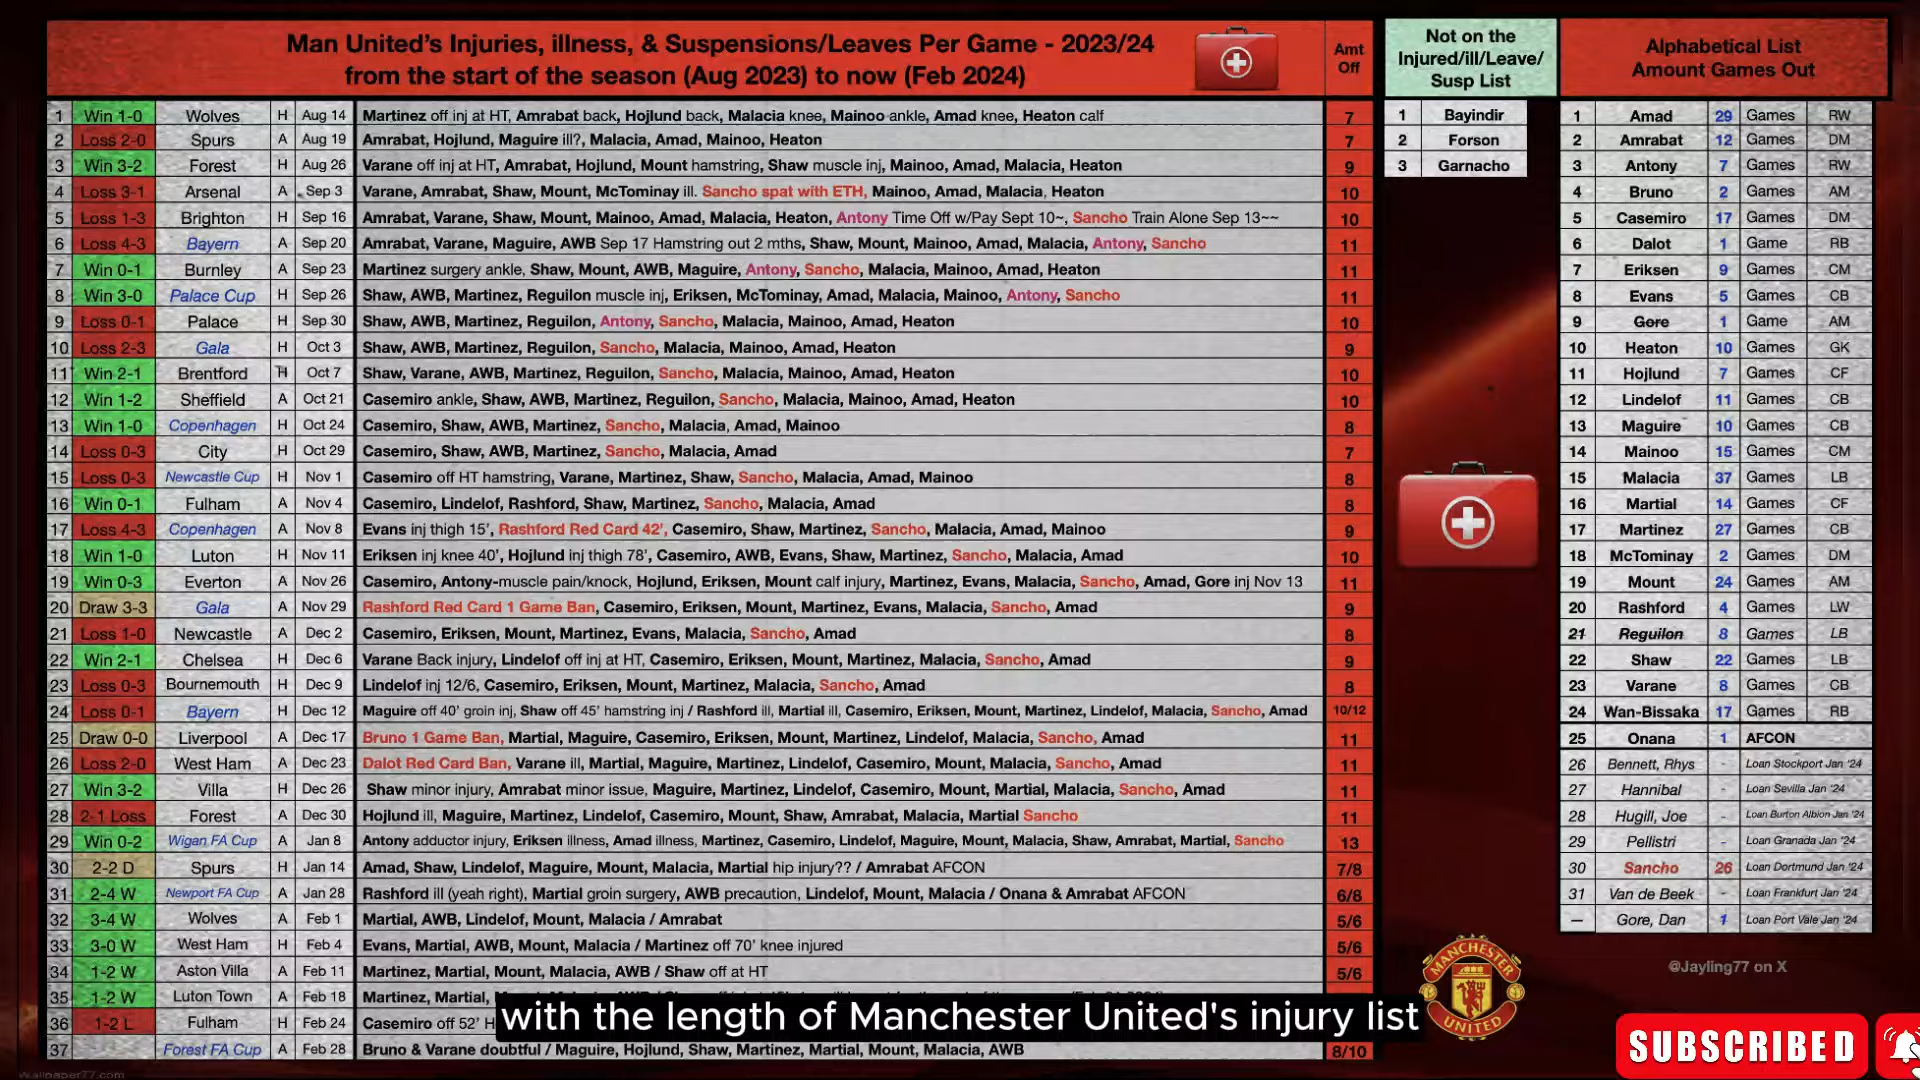 Man United's Injuries, illness, & Suspensions/Leaves Per Game - 2023/24
from the start of the season (Aug 2023) to now (Feb 2024)
Amt
Off
1 Win 1-0 Wolves H Aug 14 Martinez off inj at HT, Amrabat back, Hojlund back, Malacia knee, Mainoo ankle, Amad knee, Heaton calf 7
2 Loss 2-0 Spurs A Aug 19 Amrabat, Hojlund, Maguire ill?, Malacia, Amad, Mainoo, Heaton 7
3 Win 3-2 Forest H Aug 26 Varane off inj at HT, Amrabat, Hojlund, Mount hamstring, Shaw muscle inj, Mainoo, Amad, Malacia, Heaton 9
4 Loss 3-1 Arsenal A Sep 3 Varane, Amrabat, Shaw, Mount, McTominay ill. Sancho spat with ETH, Mainoo, Amad, Malacia, Heaton 10
5 Loss 1-3 Brighton H Sep 16 Amrabat, Varane, Shaw, Mount, Mainoo, Amad, Malacia, Heaton, Antony Time Off w/Pay Sept 10~, Sancho Train Alone Sep 13~~ 10
6 Loss 4-3 Bayern A Sep 20 Amrabat, Varane, Maguire, AWB Sep 17 Hamstring out 2 mths, Shaw, Mount, Mainoo, Amad, Malacia, Antony, Sancho 11
7 Win 0-1 Burnley A Sep 23 Martinez surgery ankle, Shaw, Mount, AWB, Maguire, Antony, Sancho, Malacia, Mainoo, Amad, Heaton 11
8 Win 3-0 Palace Cup H Sep 26 Shaw, AWB, Martinez, Reguilon muscle inj, Eriksen, McTominay, Amad, Malacia, Mainoo, Antony, Sancho 11
9 Loss 0-1 Palace H Sep 30 Shaw, AWB, Martinez, Reguilon, Antony, Sancho, Malacia, Mainoo, Amad, Heaton 10
10 Loss 2-3 Gala H Oct 3 Shaw, AWB, Martinez, Reguilon, Sancho, Malacia, Mainoo, Amad, Heaton 9
11 Win 2-1 Brentford H Oct 7 Shaw, Varane, AWB, Martinez, Reguilon, Sancho, Malacia, Mainoo, Amad, Heaton 10
12 Win 1-2 Sheffield A Oct 21 Casemiro ankle, Shaw, AWB, Martinez, Reguilon, Sancho, Malacia, Mainoo, Amad, Heaton 10
13 Win 1-0 Copenhagen H Oct 24 Casemiro, Shaw, AWB, Martinez, Sancho, Malacia, Amad, Mainoo 8
14 Loss 0-3 City H Oct 29 Casemiro, Shaw, AWB, Martinez, Sancho, Malacia, Amad 7
15 Loss 0-3 Newcastle Cup H Nov 1 Casemiro off HT hamstring, Varane, Martinez, Shaw, Sancho, Malacia, Amad, Mainoo 8
16 Win 0-1 Fulham A Nov 4 Casemiro, Lindelof, Rashford, Shaw, Martinez, Sancho, Malacia, Amad 8
17 Loss 4-3 Copenhagen A Nov 8 Evans inj thigh 15', Rashford Red Card 42', Casemiro, Shaw, Martinez, Sancho, Malacia, Amad, Mainoo 9
18 Win 1-0 Luton H Nov 11 Eriksen inj knee 40', Hojlund inj thigh 78', Casemiro, AWB, Evans, Shaw, Martinez, Sancho, Malacia, Amad 10
19 Win 0-3 Everton A Nov 26 Casemiro, Antony-muscle pain/knock, Hojlund, Eriksen, Mount calf injury, Martinez, Evans, Malacia, Sancho, Amad, Gore inj Nov 13 11
20 Draw 3-3 Gala A Nov 29 Rashford Red Card 1 Game Ban, Casemiro, Eriksen, Mount, Martinez, Evans, Malacia, Sancho, Amad 9
21 Loss 1-0 Newcastle A Dec 2 Casemiro, Eriksen, Mount, Martinez, Evans, Malacia, Sancho, Amad 8
22 Win 2-1 Chelsea H Dec 6 Varane Back injury, Lindelof off inj at HT, Casemiro, Eriksen, Mount, Martinez, Malacia, Sancho, Amad 9
23 Loss 0-3 Bournemouth H Dec 9 Lindelof inj 12/6, Casemiro, Eriksen, Mount, Martinez, Malacia, Sancho, Amad 8
24 Loss 0-1 Bayern H Dec 12 Maguire off 40' groin inj, Shaw off 45' hamstring inj / Rashford ill, Martial ill, Casemiro, Eriksen, Mount, Martinez, Lindelof, Malacia, Sancho, Amad 10/12
25 Draw 0-0 Liverpool A Dec 17 Bruno 1 Game Ban, Martial, Maguire, Casemiro, Eriksen, Mount, Martinez, Lindelof, Malacia, Sancho, Amad 11
26 Loss 2-0 West Ham A Dec 23 Dalot Red Card Ban, Varane ill, Martial, Maguire, Martinez, Lindelof, Casemiro, Mount, Malacia, Sancho, Amad 11
27 Win 3-2 Villa H Dec 26 Shaw minor injury, Amrabat minor issue, Maguire, Martinez, Lindelof, Casemiro, Mount, Martial, Malacia, Sancho, Amad 11
28 2-1 Loss Forest A Dec 30 Hojlund ill, Maguire, Martinez, Lindelof, Casemiro, Mount, Shaw, Amrabat, Malacia, Martial Sancho 11
29 Win 0-2 Wigan FA Cup A Jan 8 Antony adductor injury, Eriksen illness, Amad illness, Martinez, Casemiro, Lindelof, Maguire, Mount, Malacia, Shaw, Amrabat, Martial, Sancho 13
30 2-2 D Spurs H Jan 14 Amad, Shaw, Lindelof, Maguire, Mount, Malacia, Martial hip injury?? / Amrabat AFCON 7/8
31 2-4 W Newport FA Cup A Jan 28 Rashford ill (yeah right), Martial groin surgery, AWB precaution, Lindelof, Mount, Malacia / Onana & Amrabat AFCON 6/8
32 3-4 W Wolves A Feb 1 Martial, AWB, Lindelof, Mount, Malacia / Amrabat 5/6
33 3-0 W West Ham H Feb 4 Evans, Martial, AWB, Mount, Malacia / Martinez off 70' knee injured 5/6
34 1-2 W Aston Villa A Feb 11 Martinez, Martial, Mount, Malacia, AWB / Shaw off at HT 5/6
35 1-2 W Luton Town A Feb 18 Martinez, Martial,
36 1-2 L Fulham H Feb 24 Casemiro off 52' H
37 Forest FA Cup A Feb 28 Bruno & Varane doubtful / Maguire, Hojlund, Shaw, Martinez, Martial, Mount, Malacia, AWB 8/10
Not on the
Injured/ill/Leave/
Susp List
1 Bayindir
2 Forson
3 Garnacho
Alphabetical List
Amount Games Out
1 Amad 29 Games RW
2 Amrabat 12 Games DM
3 Antony 7 Games RW
4 Bruno 2 Games AM
5 Casemiro 17 Games DM
6 Dalot 1 Game RB
7 Eriksen 9 Games CM
8 Evans 5 Games CB
9 Gore 1 Game AM
10 Heaton 10 Games GK
11 Hojlund 7 Games CF
12 Lindelof 11 Games CB
13 Maguire 10 Games CB
14 Mainoo 15 Games CM
15 Malacia 37 Games LB
16 Martial 14 Games CF
17 Martinez 27 Games CB
18 McTominay 2 Games DM
19 Mount 24 Games AM
20 Rashford 4 Games LW
21 Reguilon 8 Games LB
22 Shaw 22 Games LB
23 Varane 8 Games CB
24 Wan-Bissaka 17 Games RB
25 Onana 1 AFCON
26 Bennett, Rhys - Loan Stockport Jan '24
27 Hannibal - Loan Sevilla Jan '24
28 Hugill, Joe - Loan Burton Albion Jan '24
29 Pellistri - Loan Granada Jan '24
30 Sancho 26 Loan Dortmund Jan '24
31 Van de Beek - Loan Frankfurt Jan '24
— Gore, Dan 1 Loan Port Vale Jan '24
@Jayling77 on X
MANCHESTER
UNITED
with the length of Manchester United's injury list
SUBSCRIBED